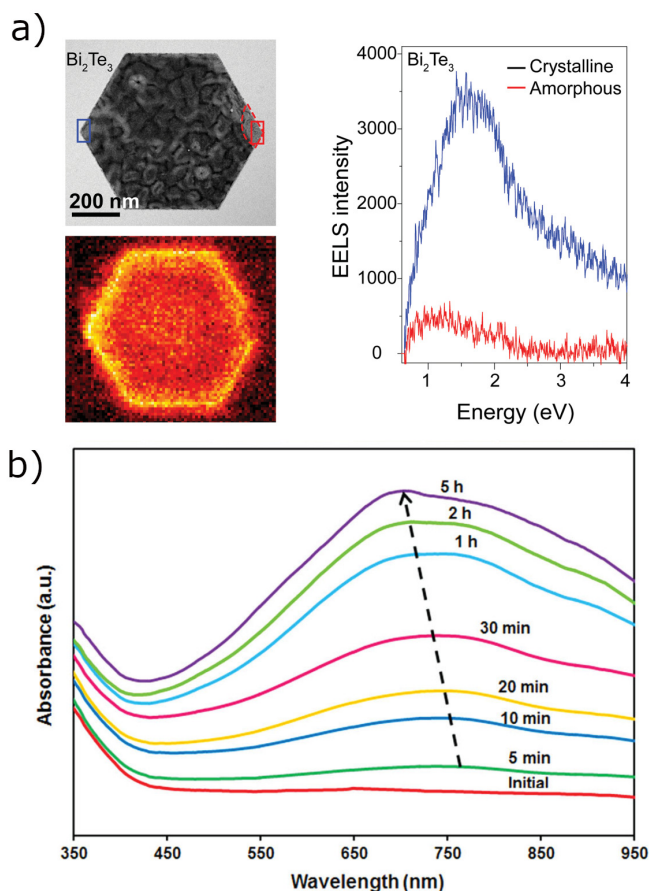 a)
Bi₂Te₃
200 nm
Bi₂Te₃
Crystalline
Amorphous
4000
3000
2000
1000
0
EELS intensity
1 2 3 4
Energy (eV)
b)
5 h
2 h
1 h
30 min
20 min
10 min
5 min
Initial
Absorbance (a.u.)
350 450 550 650 750 850 950
Wavelength (nm)